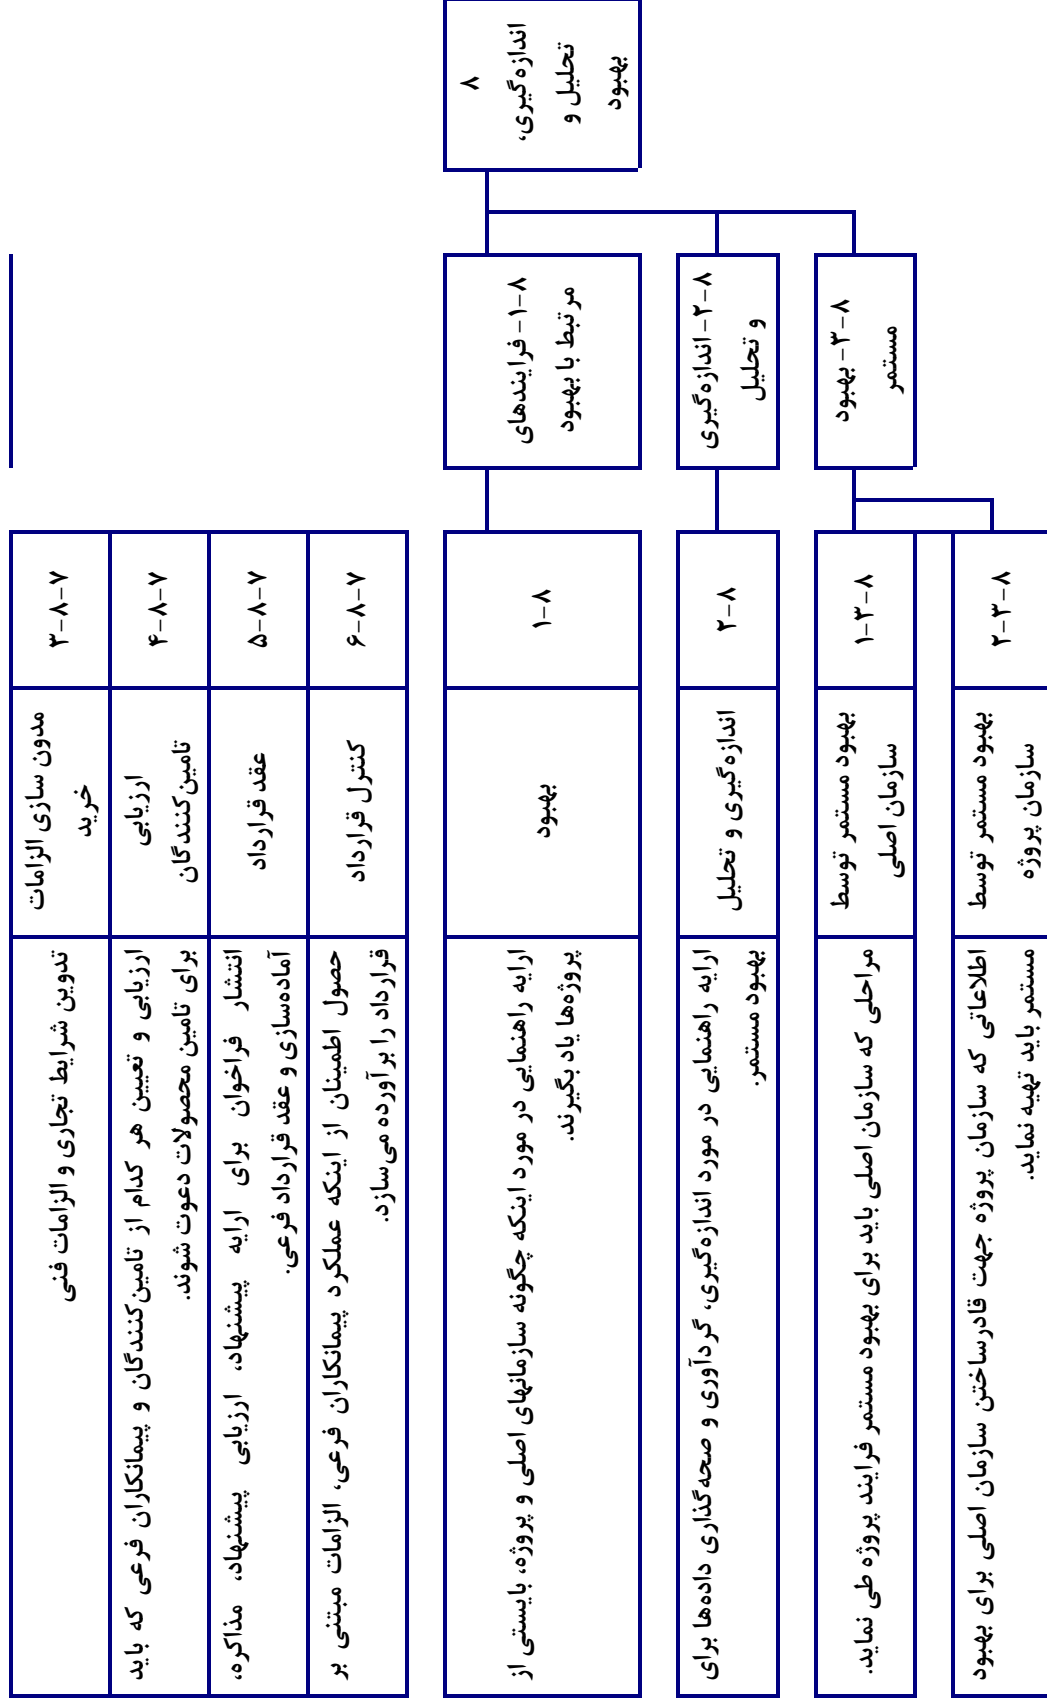 ۷-۸-۳
مدون سازی الزامات
خرید
تدوین شرایط تجاری و الزامات فنی
۷-۸-۴
ارزیابی
تامین‌کنندگان
ارزیابی و تعیین هر کدام از تامین‌کنندگان و پیمانکاران فرعی که باید
برای تامین محصولات دعوت شوند.
۷-۸-۵
عقد قرارداد
انتشار فراخوان برای ارایه پیشنهاد، ارزیابی پیشنهاد، مذاکره،
آماده‌سازی و عقد قرارداد فرعی.
۷-۸-۶
کنترل قرارداد
حصول اطمینان از اینکه عملکرد پیمانکاران فرعی، الزامات مبتنی بر
قرارداد را بر آورده می‌سازد.
۸
اندازه‌گیری،
تحلیل و
بهبود
۸-۱- فرایندهای
مرتبط با بهبود
۸-۱
بهبود
ارایه راهنمایی در مورد اینکه چگونه سازمانهای اصلی و پروژه، بایستی از
پروژه‌ها یاد بگیرند.
۸-۲- اندازه‌گیری
و تحلیل
۸-۲
اندازه‌گیری و تحلیل
ارایه راهنمایی در مورد اندازه‌گیری، گردآوری و صحه‌گذاری داده‌ها برای
بهبود مستمر.
۸-۳- بهبود
مستمر
۸-۳-۱
بهبود مستمر توسط
سازمان اصلی
مراحلی که سازمان اصلی باید برای بهبود مستمر فرایند پروژه طی نماید.
۸-۳-۲
بهبود مستمر توسط
سازمان پروژه
اطلاعاتی که سازمان پروژه جهت قادرساختن سازمان اصلی برای بهبود
مستمر باید تهیه نماید.